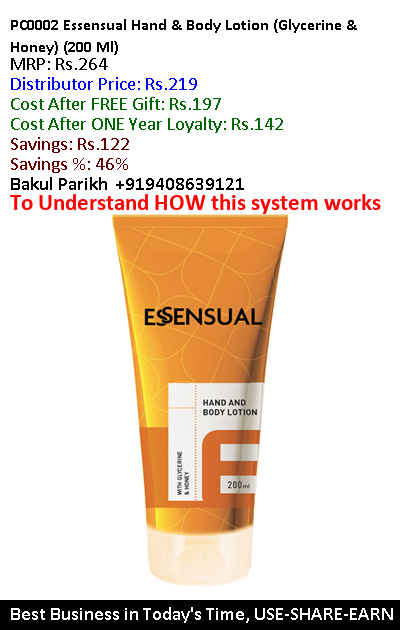 PC0002 Essensual Hand & Body Lotion (Glycerine &
Honey) (200 Ml)
MRP: Rs.264
Distributor Price: Rs.219
Cost After FREE Gift: Rs.197
Cost After ONE Year Loyalty: Rs.142
Savings: Rs.122
Savings %: 46%
Bakul Parikh +919408639121
To Understand HOW this system works
ESSENSUAL
HAND AND
BODY LOTION
WITH GLYCERINE
& HONEY
E
200ml
Best Business in Today's Time, USE-SHARE-EARN